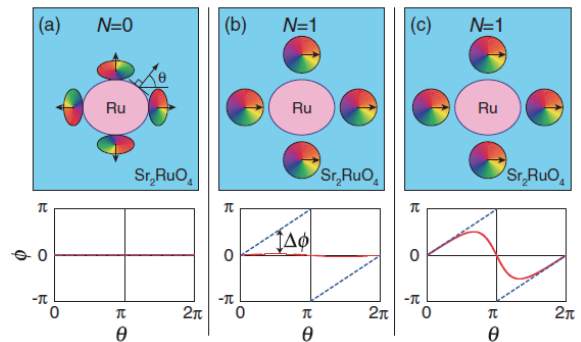 (a) N=0
θ
Ru
Sr₂RuO₄
(b) N=1
Ru
Sr₂RuO₄
(c) N=1
Ru
Sr₂RuO₄
ϕ
π
0
-π
0 π 2π
θ
π
0
-π
Δϕ
0 π 2π
θ
π
0
-π
0 π 2π
θ